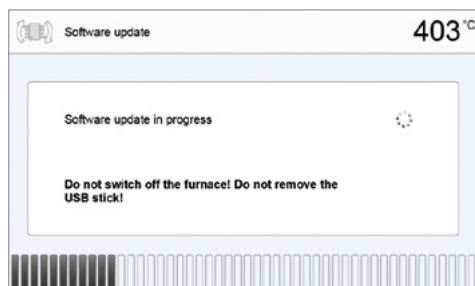 Software update
403 °C
Software update in progress
Do not switch off the furnace! Do not remove the
USB stick!